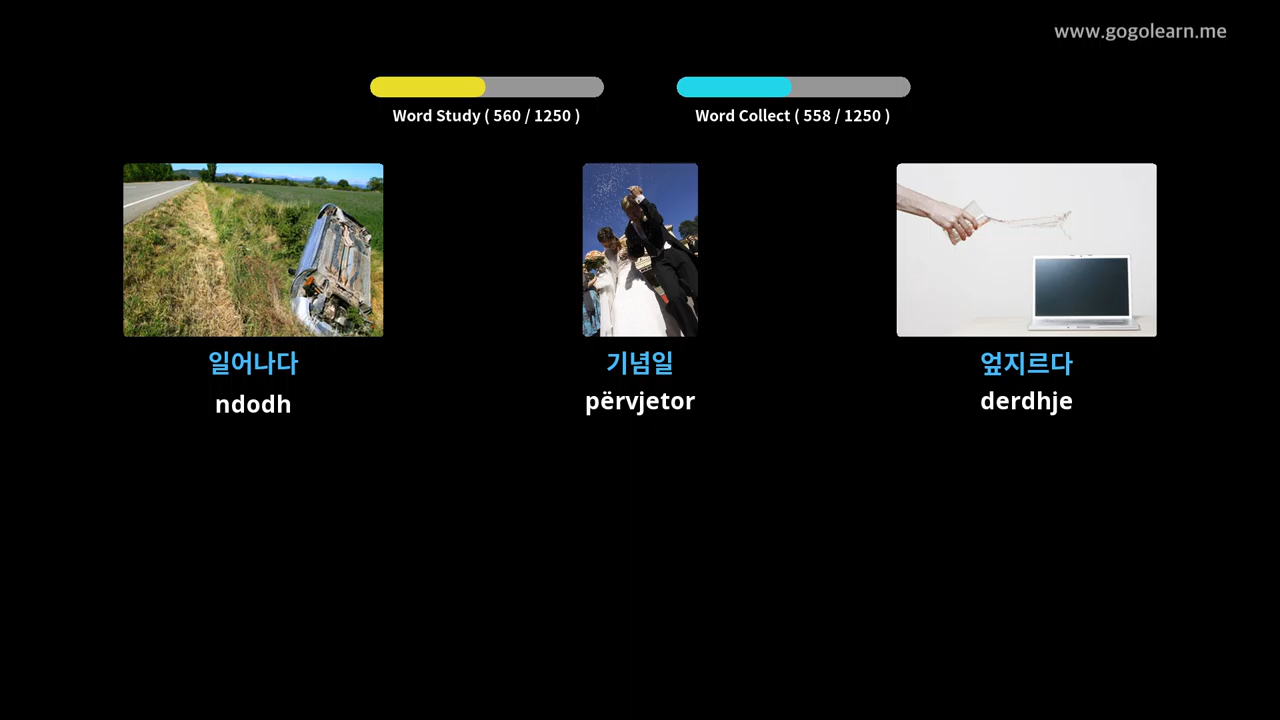 www.gogolearn.me
Word Study ( 560 / 1250 )
Word Collect ( 558 / 1250 )
일어나다
ndodh
기념일
përvjetor
엎지르다
derdhje